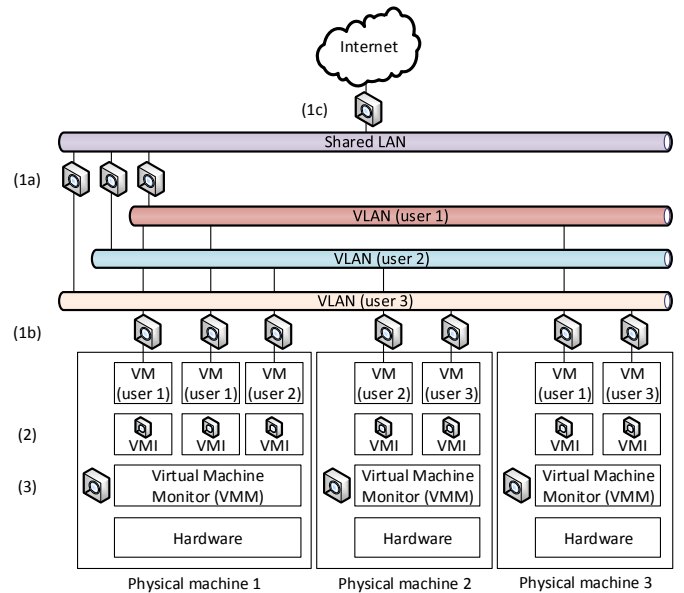 Internet
(1c)
Shared LAN
(1a)
VLAN (user 1)
VLAN (user 2)
VLAN (user 3)
(1b)
VM
(user 1)
VM
(user 1)
VM
(user 2)
VM
(user 2)
VM
(user 3)
VM
(user 1)
VM
(user 3)
(2)
VMI
VMI
VMI
VMI
VMI
VMI
VMI
(3)
Virtual Machine
Monitor (VMM)
Virtual Machine
Monitor (VMM)
Virtual Machine
Monitor (VMM)
Hardware
Hardware
Hardware
Physical machine 1
Physical machine 2
Physical machine 3